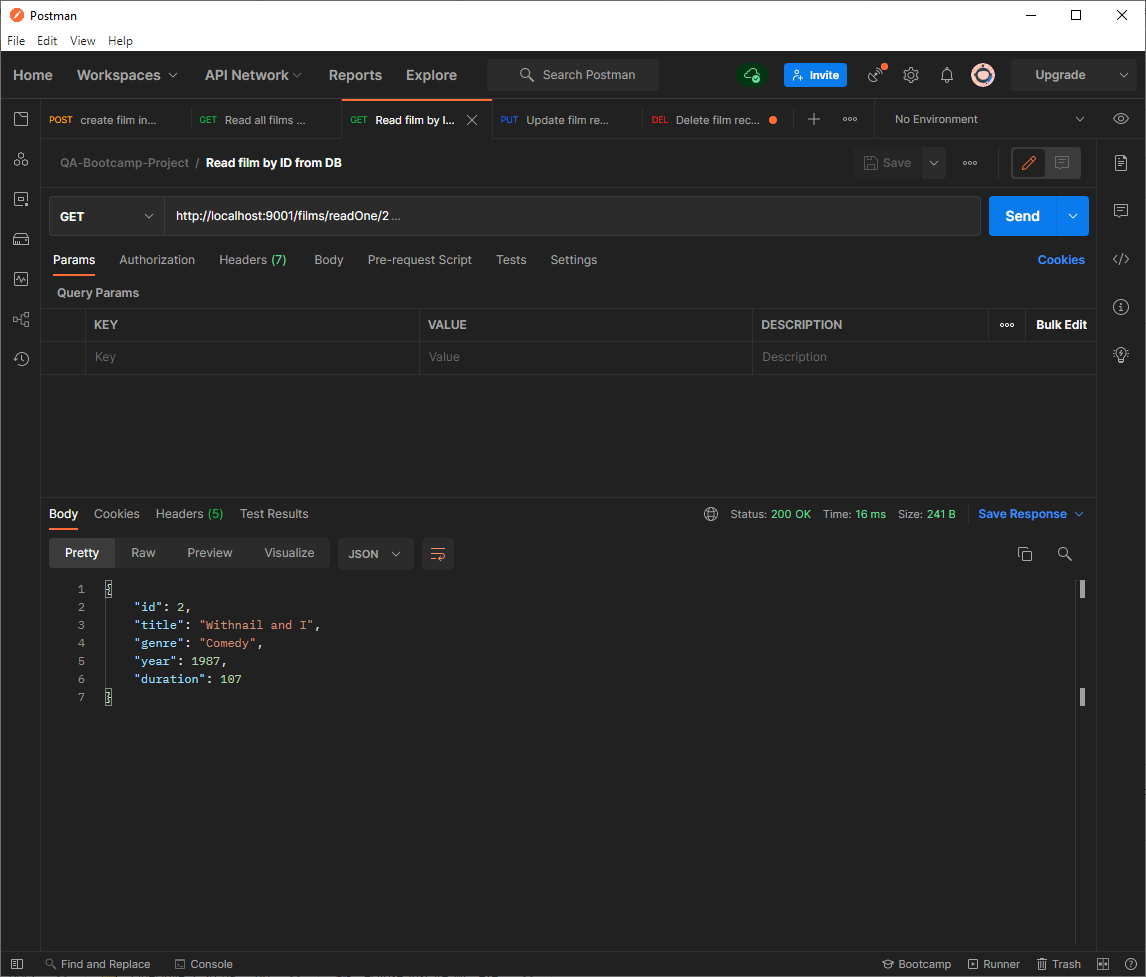 Postman
File Edit View Help
Home Workspaces API Network Reports Explore Search Postman Invite Upgrade
POST create film in... GET Read all films ... GET Read film by I... PUT Update film re... DEL Delete film rec... No Environment
QA-Bootcamp-Project / Read film by ID from DB Save
GET http://localhost:9001/films/readOne/2 ... Send
Params Authorization Headers (7) Body Pre-request Script Tests Settings Cookies
Query Params
KEY VALUE DESCRIPTION Bulk Edit
Key Value Description
Body Cookies Headers (5) Test Results Status: 200 OK Time: 16 ms Size: 241 B Save Response
Pretty Raw Preview Visualize JSON
1 {
2 "id": 2,
3 "title": "Withnail and I",
4 "genre": "Comedy",
5 "year": 1987,
6 "duration": 107
7 }
Find and Replace Console Bootcamp Runner Trash